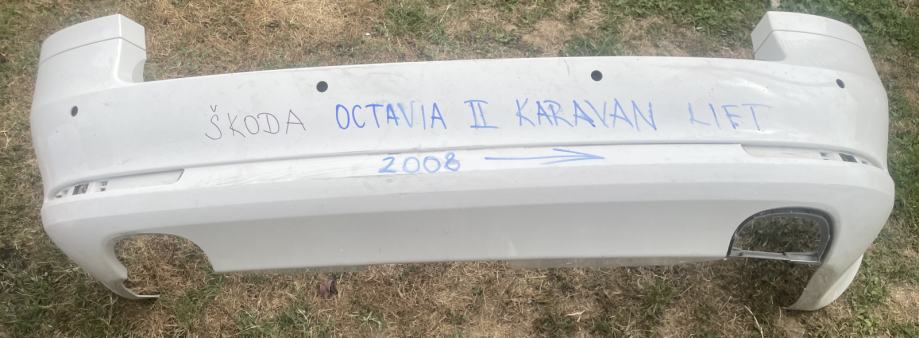 ŠKODA OCTAVIA II KARAVAN LIFT
2008 →